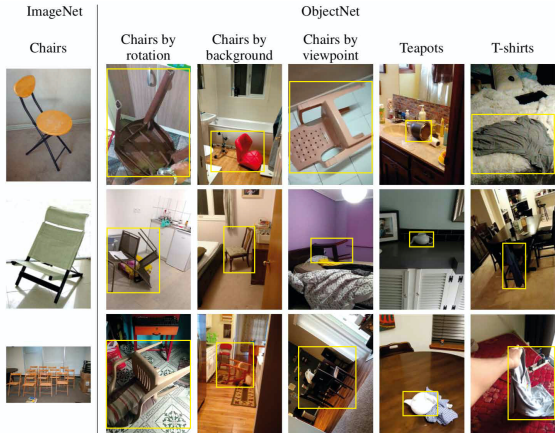 ImageNet
ObjectNet
Chairs
Chairs by
rotation
Chairs by
background
Chairs by
viewpoint
Teapots
T-shirts